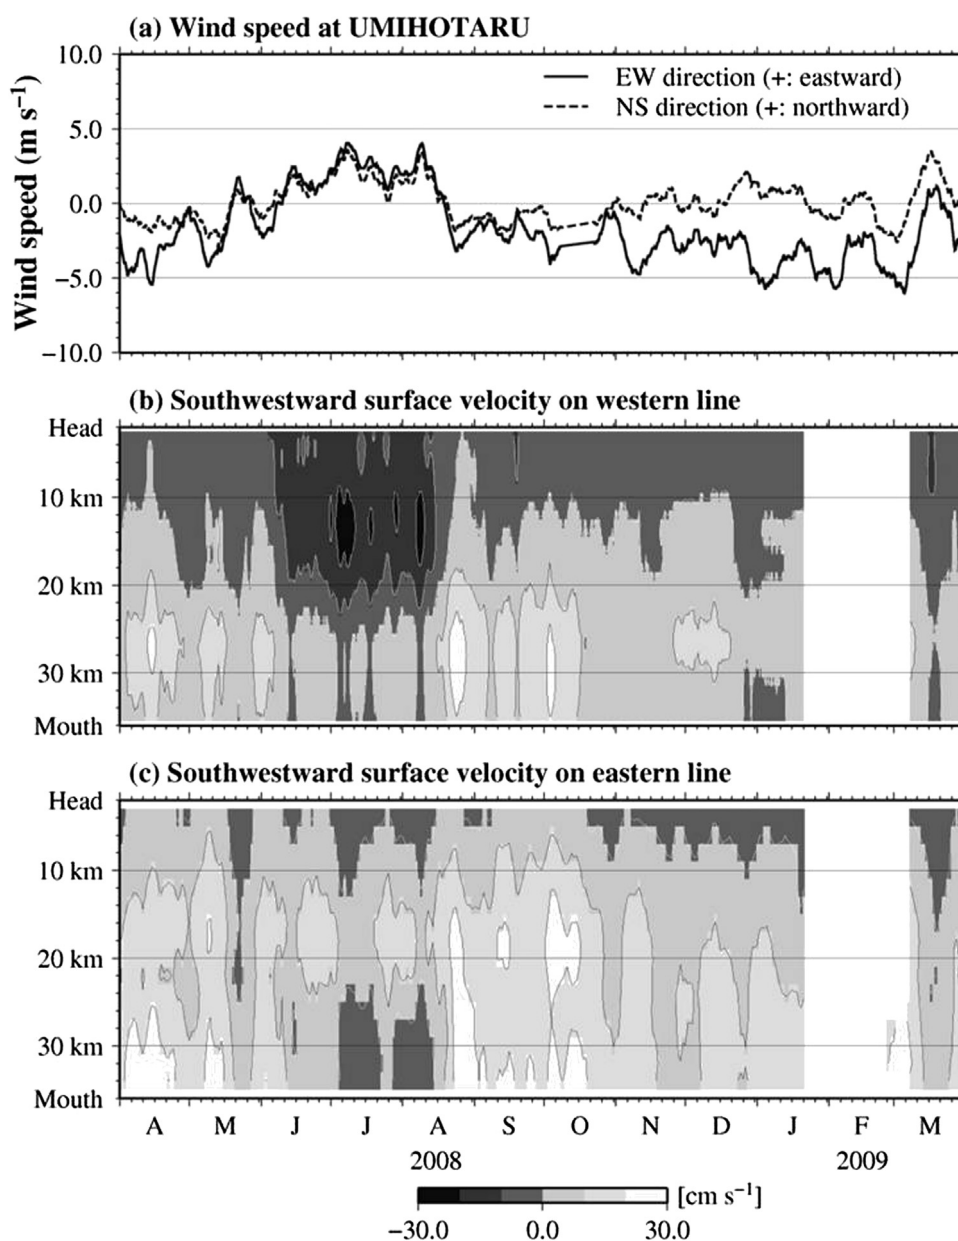 (a) Wind speed at UMIHOTARU
10.0
EW direction (+: eastward)
NS direction (+: northward)
5.0
0.0
−5.0
−10.0
Wind speed (m s⁻¹)
(b) Southwestward surface velocity on western line
Head
10 km
20 km
30 km
Mouth
(c) Southwestward surface velocity on eastern line
Head
10 km
20 km
30 km
Mouth
A M J J A S O N D J F M
2008 2009
[cm s⁻¹]
−30.0 0.0 30.0